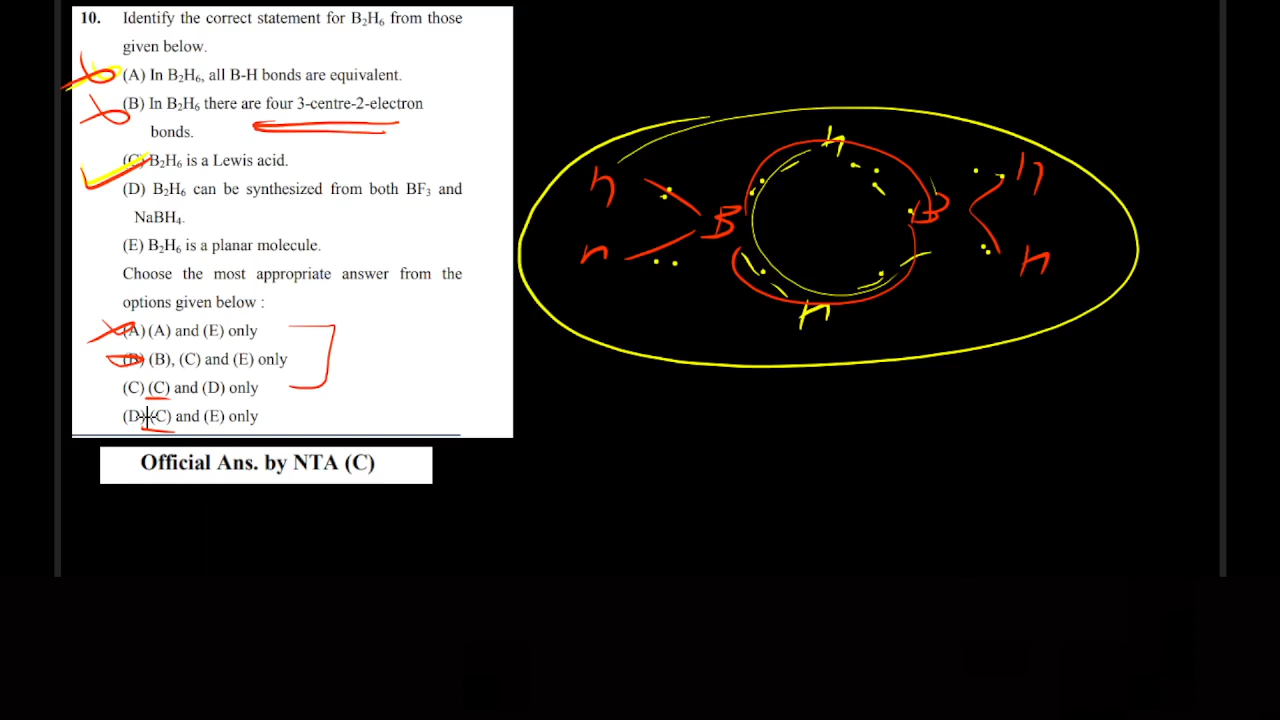 10. Identify the correct statement for B₂H₆ from those
given below.
(A) In B₂H₆, all B-H bonds are equivalent.
(B) In B₂H₆ there are four 3-centre-2-electron
bonds.
(C) B₂H₆ is a Lewis acid.
(D) B₂H₆ can be synthesized from both BF₃ and
NaBH₄.
(E) B₂H₆ is a planar molecule.
Choose the most appropriate answer from the
options given below :
(A) (A) and (E) only
(B) (B), (C) and (E) only
(C) (C) and (D) only
(D) (C) and (E) only
Official Ans. by NTA (C)
H H H
B B
H H H